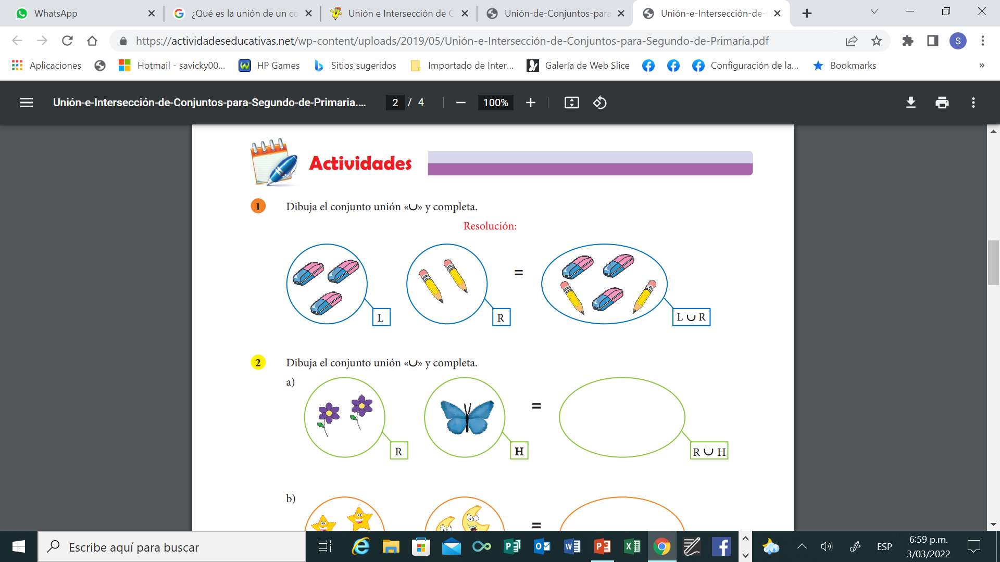 WhatsApp
¿Qué es la unión de un co
Unión e Intersección de C
Unión-de-Conjuntos-para
Unión-e-Intersección-de-
https://actividadeseducativas.net/wp-content/uploads/2019/05/Unión-e-Intersección-de-Conjuntos-para-Segundo-de-Primaria.pdf
S
Aplicaciones
Hotmail - savicky00...
HP Games
Sitios sugeridos
Importado de Inter...
Galería de Web Slice
Configuración de la...
Bookmarks
»
Unión-e-Intersección-de-Conjuntos-para-Segundo-de-Primaria....
2 / 4
100%
Actividades
1 Dibuja el conjunto unión «∪» y completa.
Resolución:
=
L
R
L ∪ R
2 Dibuja el conjunto unión «∪» y completa.
a)
=
R
H
R ∪ H
b)
=
Escribe aquí para buscar
ESP
6:59 p.m.
3/03/2022